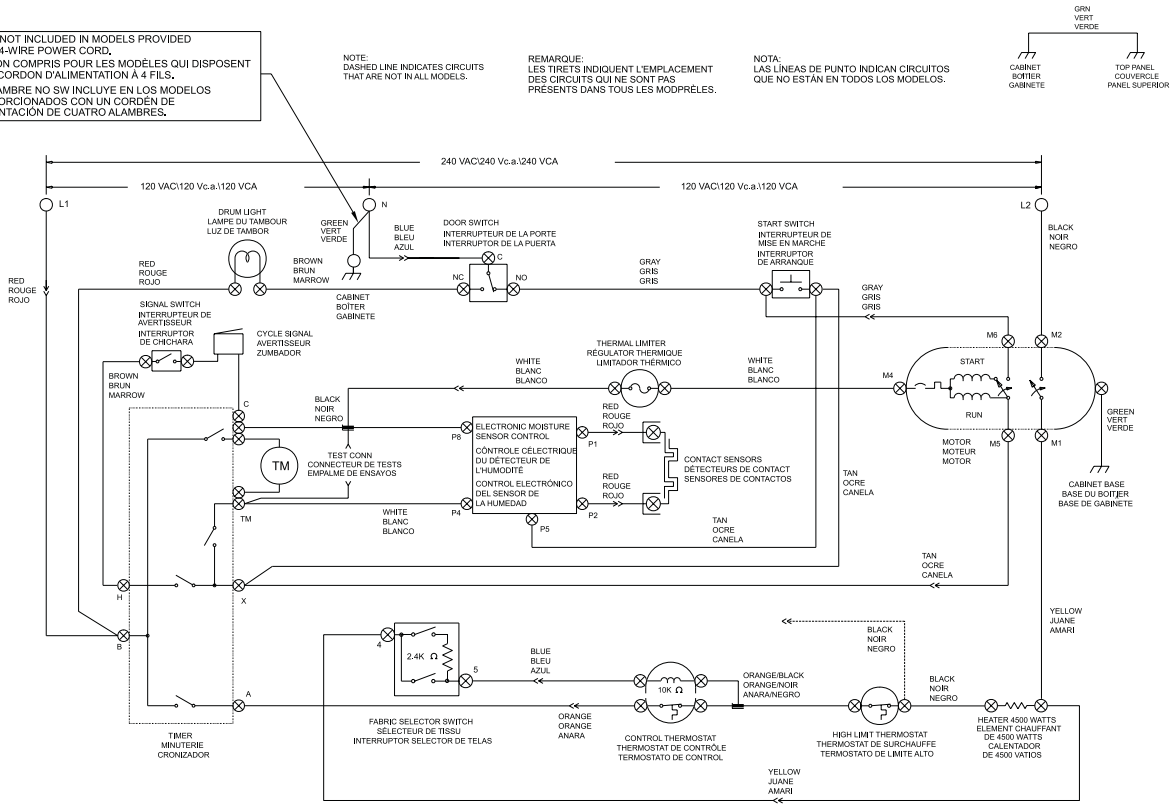 NOT INCLUDED IN MODELS PROVIDED
4-WIRE POWER CORD.
ON COMPRIS POUR LES MODÈLES QUI DISPOSENT
CORDON D'ALIMENTATION À 4 FILS.
AMBRE NO SW INCLUYE EN LOS MODELOS
ORCIONADOS CON UN CORDÉN DE
NTACIÓN DE CUATRO ALAMBRES.
NOTE:
DASHED LINE INDICATES CIRCUITS
THAT ARE NOT IN ALL MODELS.
REMARQUE:
LES TIRETS INDIQUENT L'EMPLACEMENT
DES CIRCUITS QUI NE SONT PAS
PRÉSENTS DANS TOUS LES MODPRÈLES.
NOTA:
LAS LÍNEAS DE PUNTO INDICAN CIRCUITOS
QUE NO ESTÁN EN TODOS LOS MODELOS.
GRN
VERT
VERDE
CABINET
BOÎTIER
GABINETE
TOP PANEL
COUVERCLE
PANEL SUPERIOR
240 VAC\240 Vc.a.\240 VCA
120 VAC\120 Vc.a.\120 VCA
120 VAC\120 Vc.a.\120 VCA
L1
N
L2
DRUM LIGHT
LAMPE DU TAMBOUR
LUZ DE TAMBOR
GREEN
VERT
VERDE
BLUE
BLEU
AZUL
DOOR SWITCH
INTERRUPTEUR DE LA PORTE
INTERRUPTOR DE LA PUERTA
C
NC
NO
START SWITCH
INTERRUPTEUR DE
MISE EN MARCHE
INTERRUPTOR
DE ARRANQUE
BLACK
NOIR
NEGRO
RED
ROUGE
ROJO
RED
ROUGE
ROJO
BROWN
BRUN
MARROW
CABINET
BOÎTER
GABINÈTE
GRAY
GRIS
GRIS
GRAY
GRIS
GRIS
SIGNAL SWITCH
INTERRUPTEUR DE
AVERTISSEUR
INTERRUPTOR
DE CHICHARA
CYCLE SIGNAL
AVERTISSEUR
ZUMBADOR
BROWN
BRUN
MARROW
THERMAL LIMITER
RÉGULATOR THERMIQUE
LIMITADOR THÉRMICO
WHITE
BLANC
BLANCO
WHITE
BLANC
BLANCO
M6
M2
M4
START
RUN
M5
M1
MOTOR
MOTEUR
MOTOR
GREEN
VERT
VERDE
CABINET BASE
BASE DU BOITJER
BASE DE GABINETE
C
BLACK
NOIR
NEGRO
TM
TEST CONN
CONNECTEUR DE TESTS
EMPALME DE ENSAYOS
P8
ELECTRONIC MOISTURE
SENSOR CONTROL
CÔNTRÔLE CÉLECTRIQUE
DU DÉTECTEUR DE
L'HUMODITÉ
CONTROL ELECTRÓNICO
DEL SENSOR DE
LA HUMEDAD
P1
P4
P2
P5
RED
ROUGE
ROJO
RED
ROUGE
ROJO
CONTACT SENSORS
DÉTECTEURS DE CONTACT
SENSORES DE CONTACTOS
TM
WHITE
BLANC
BLANCO
TAN
OCRE
CANELA
TAN
OCRE
CANELA
TAN
OCRE
CANELA
H
X
B
A
YELLOW
JUANE
AMARI
4
2.4K Ω
5
BLUE
BLEU
AZUL
10K Ω
ORANGE/BLACK
ORANGE/NOIR
ANARA/NEGRO
BLACK
NOIR
NEGRO
BLACK
NOIR
NEGRO
TIMER
MINUTERIE
CRONIZADOR
FABRIC SELECTOR SWITCH
SÉLECTEUR DE TISSU
INTERRUPTOR SELECTOR DE TELAS
ORANGE
ORANGE
ANARA
CONTROL THERMOSTAT
THERMOSTAT DE CONTRÔLE
TERMOSTATO DE CONTROL
HIGH LIMIT THERMOSTAT
THERMOSTAT DE SURCHAUFFE
TERMOSTATO DE LIMITE ALTO
HEATER 4500 WATTS
ELEMENT CHAUFFANT
DE 4500 WATTS
CALENTADOR
DE 4500 VATIOS
YELLOW
JUANE
AMARI